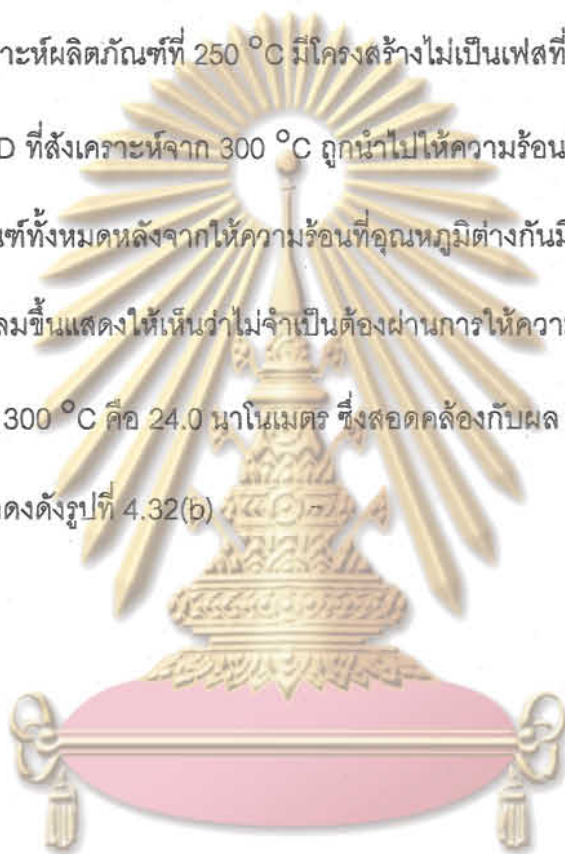 ราะห์ผลิตภัณฑ์ที่ 250 °C มีโครงสร้างไม่เป็นเฟสที่
D ที่สังเคราะห์จาก 300 °C ถูกนำไปให้ความร้อน
ณฑ์ทั้งหมดหลังจากให้ความร้อนที่อุณหภูมิต่างกันมี
ลมขึ้นแสดงให้เห็นว่าไม่จำเป็นต้องผ่านการให้ความ
300 °C คือ 24.0 นาโนเมตร ซึ่งสอดคล้องกับผล
ดงดังรูปที่ 4.32(b)